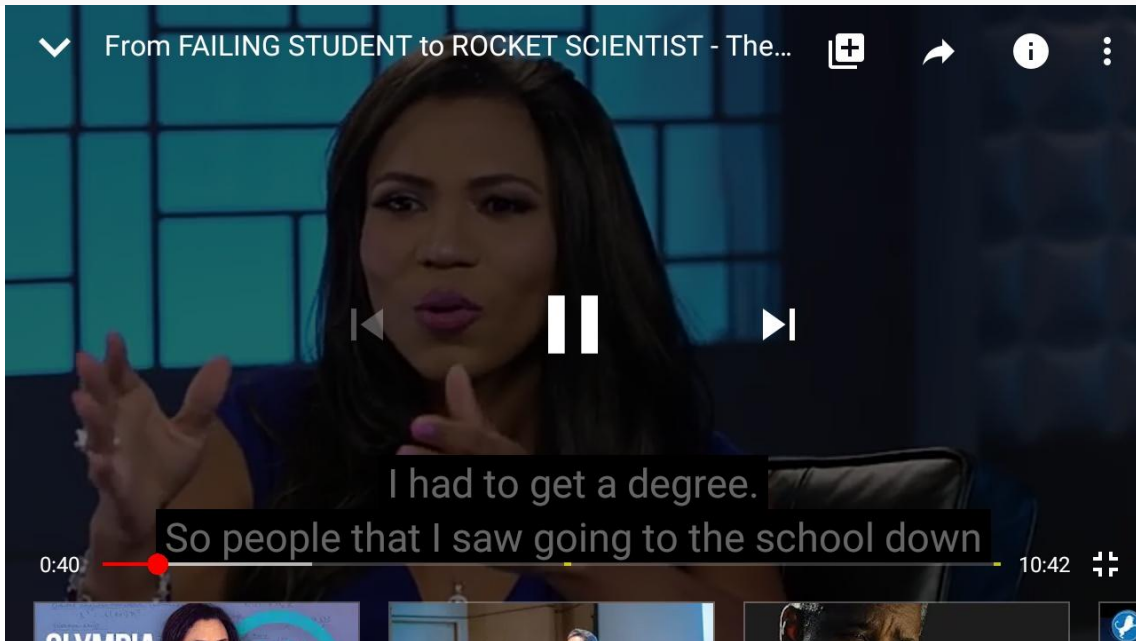 From FAILING STUDENT to ROCKET SCIENTIST - The...
I had to get a degree.
So people that I saw going to the school down
0:40
10:42
OLYMPIA